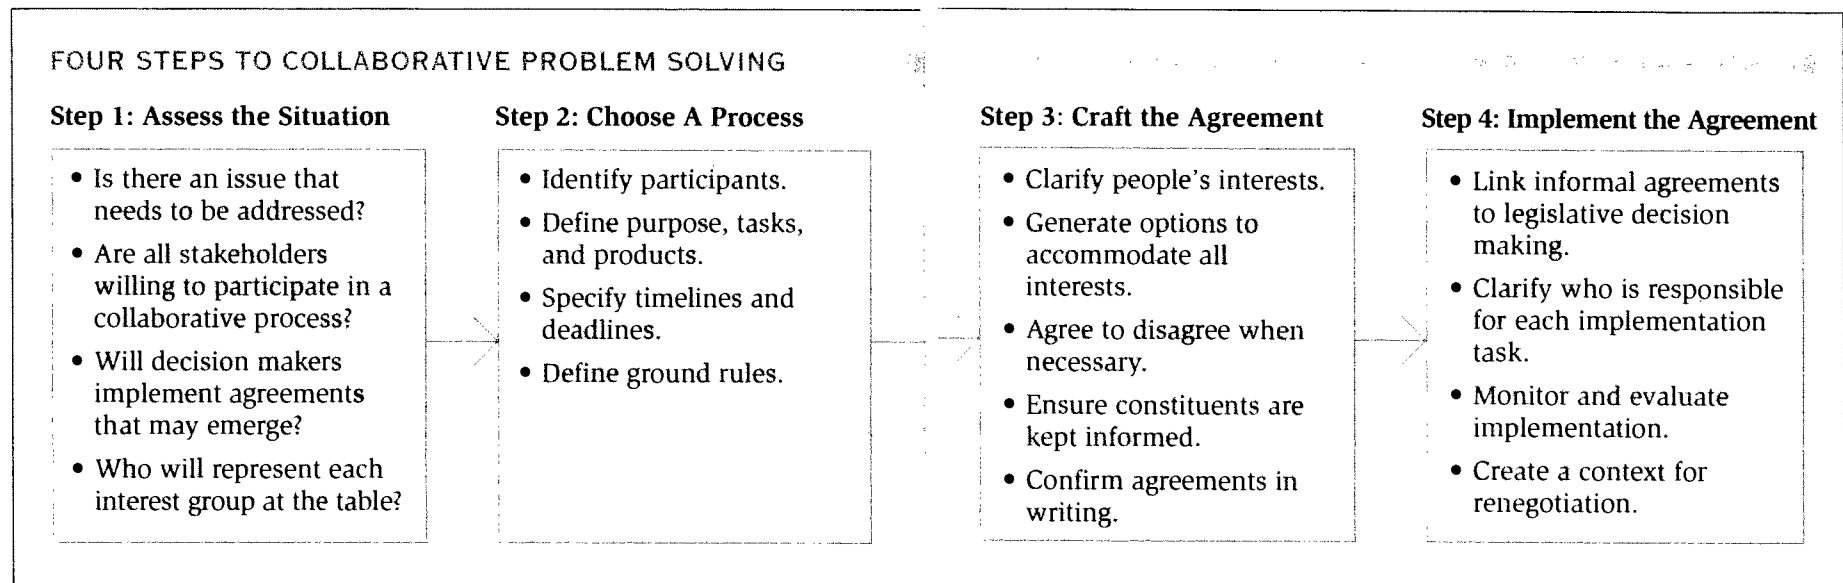 FOUR STEPS TO COLLABORATIVE PROBLEM SOLVING
Step 1: Assess the Situation
• Is there an issue that
needs to be addressed?
• Are all stakeholders
willing to participate in a
collaborative process?
• Will decision makers
implement agreements
that may emerge?
• Who will represent each
interest group at the table?
Step 2: Choose A Process
• Identify participants.
• Define purpose, tasks,
and products.
• Specify timelines and
deadlines.
• Define ground rules.
Step 3: Craft the Agreement
• Clarify people's interests.
• Generate options to
accommodate all
interests.
• Agree to disagree when
necessary.
• Ensure constituents are
kept informed.
• Confirm agreements in
writing.
Step 4: Implement the Agreement
• Link informal agreements
to legislative decision
making.
• Clarify who is responsible
for each implementation
task.
• Monitor and evaluate
implementation.
• Create a context for
renegotiation.